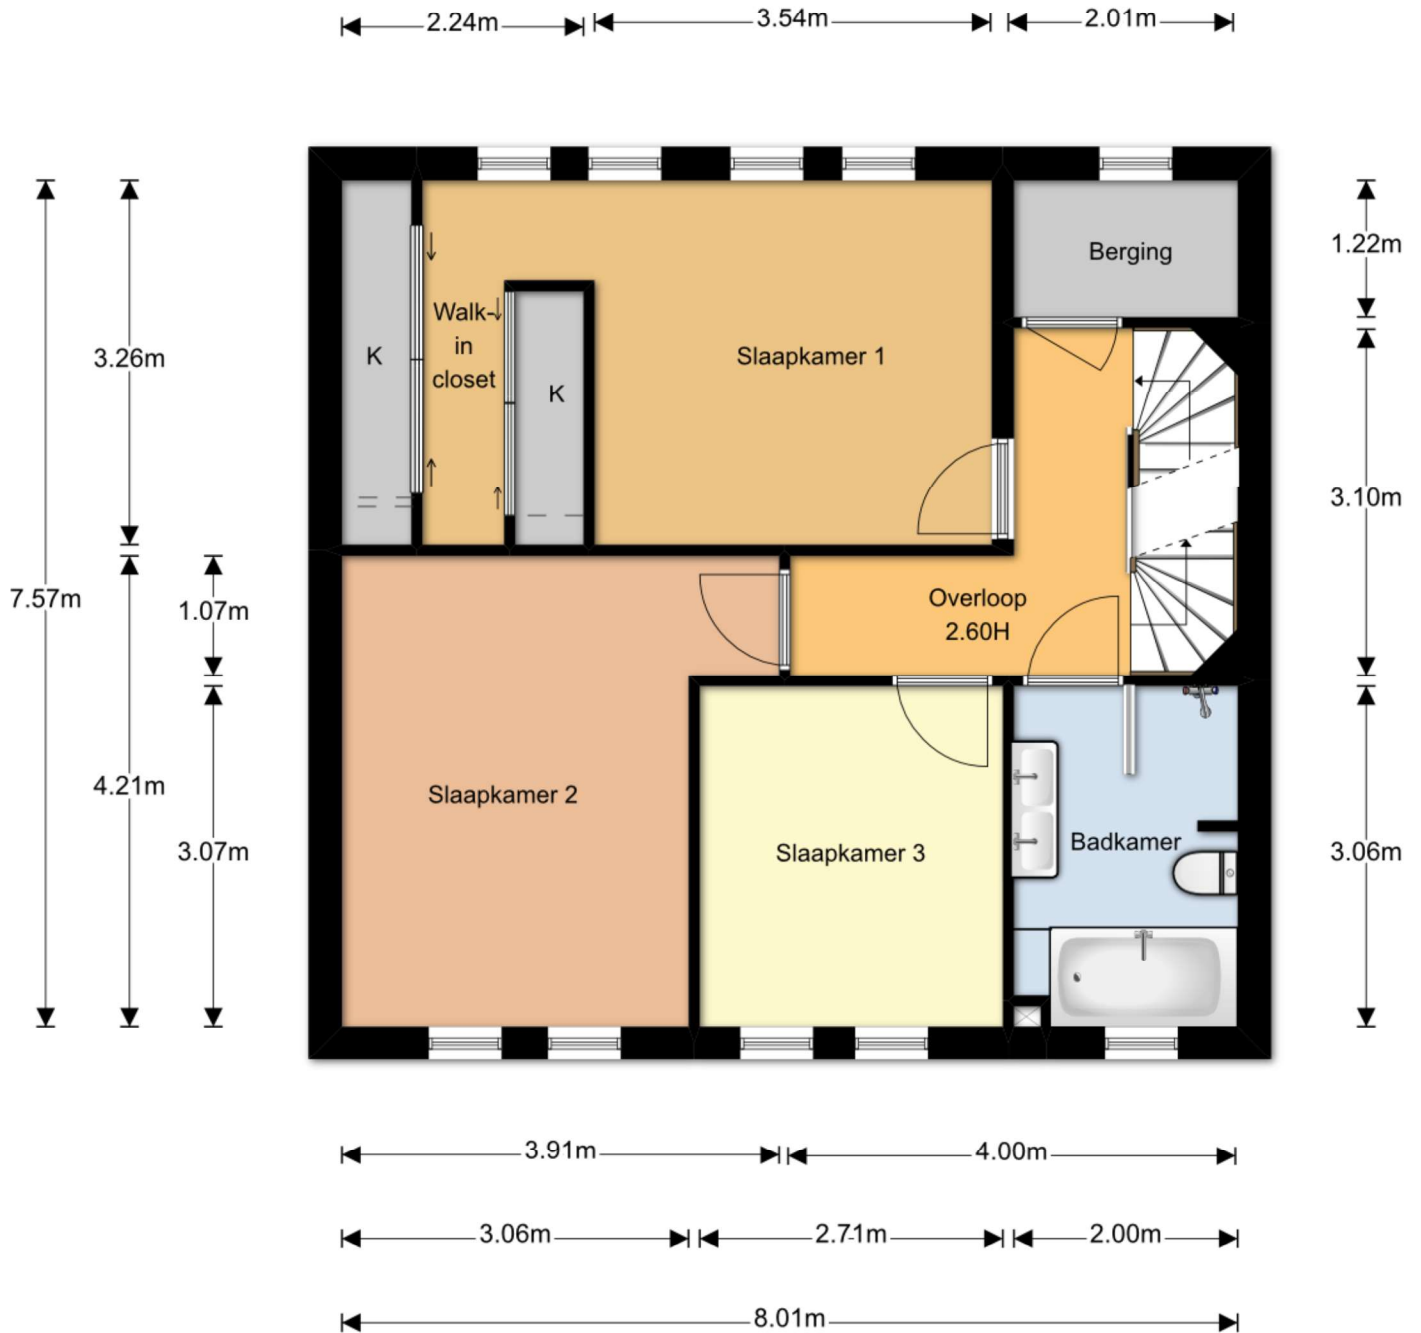 2.24m
3.54m
2.01m
Berging
1.22m
Walk-
in
closet
K
K
Slaapkamer 1
3.26m
3.10m
7.57m
1.07m
Overloop
2.60H
4.21m
Slaapkamer 2
3.07m
Slaapkamer 3
Badkamer
3.06m
3.91m
4.00m
3.06m
2.71m
2.00m
8.01m